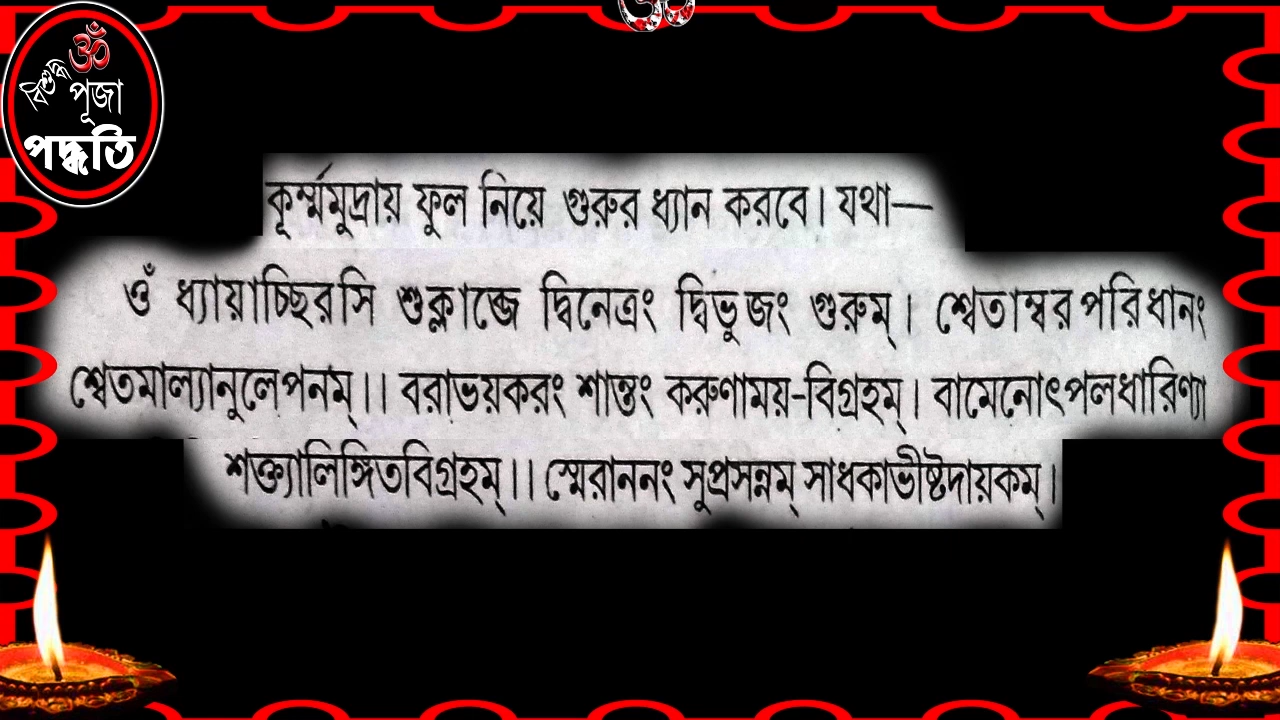 বিশুদ্ধ ॐ
পূজা
পদ্ধতি
কূর্ম্মমুদ্রায় ফুল নিয়ে গুরুর ধ্যান করবে। যথা—
ওঁ ধ্যায়াচ্ছিরসি শুক্লাব্জে দ্বিনেত্রং দ্বিভুজং গুরুম্। শ্বেতাম্বর পরিধানং
শ্বেতমাল্যানুলেপনম্।। বরাভয়করং শান্তং করুণাময়-বিগ্রহম্। বামেনোৎপলধারিণ্যা
শক্ত্যালিঙ্গিতবিগ্রহম্।। স্মেরাননং সুপ্রসন্নম্ সাধকাভীষ্টদায়কম্।